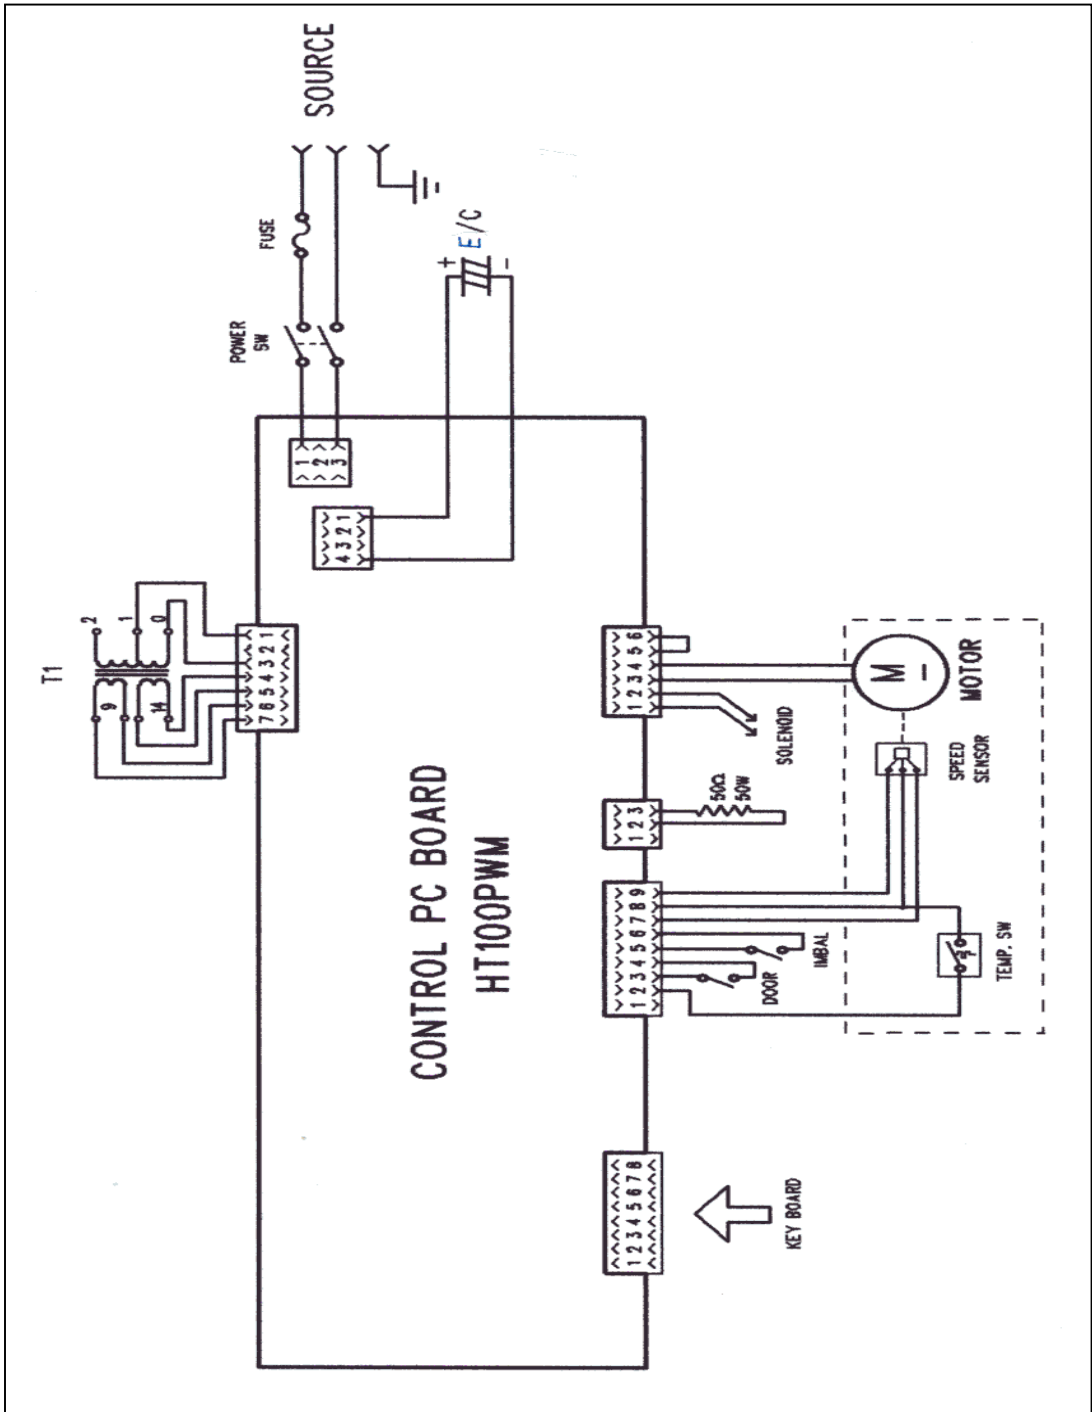 SOURCE
FUSE
POWER
SW
+
E/C
-
1 2 3
4 3 2 1
T1
2
1
0
9
14
7 6 5 4 3 2 1
CONTROL PC BOARD
HT100PWM
1 2 3 4 5 6
SOLENOID
M
MOTOR
SPEED
SENSOR
1 2 3
50Ω
50W
1 2 3 4 5 6 7 8 9
IMBAL
DOOR
TEMP. SW
1 2 3 4 5 6 7 8
KEY BOARD